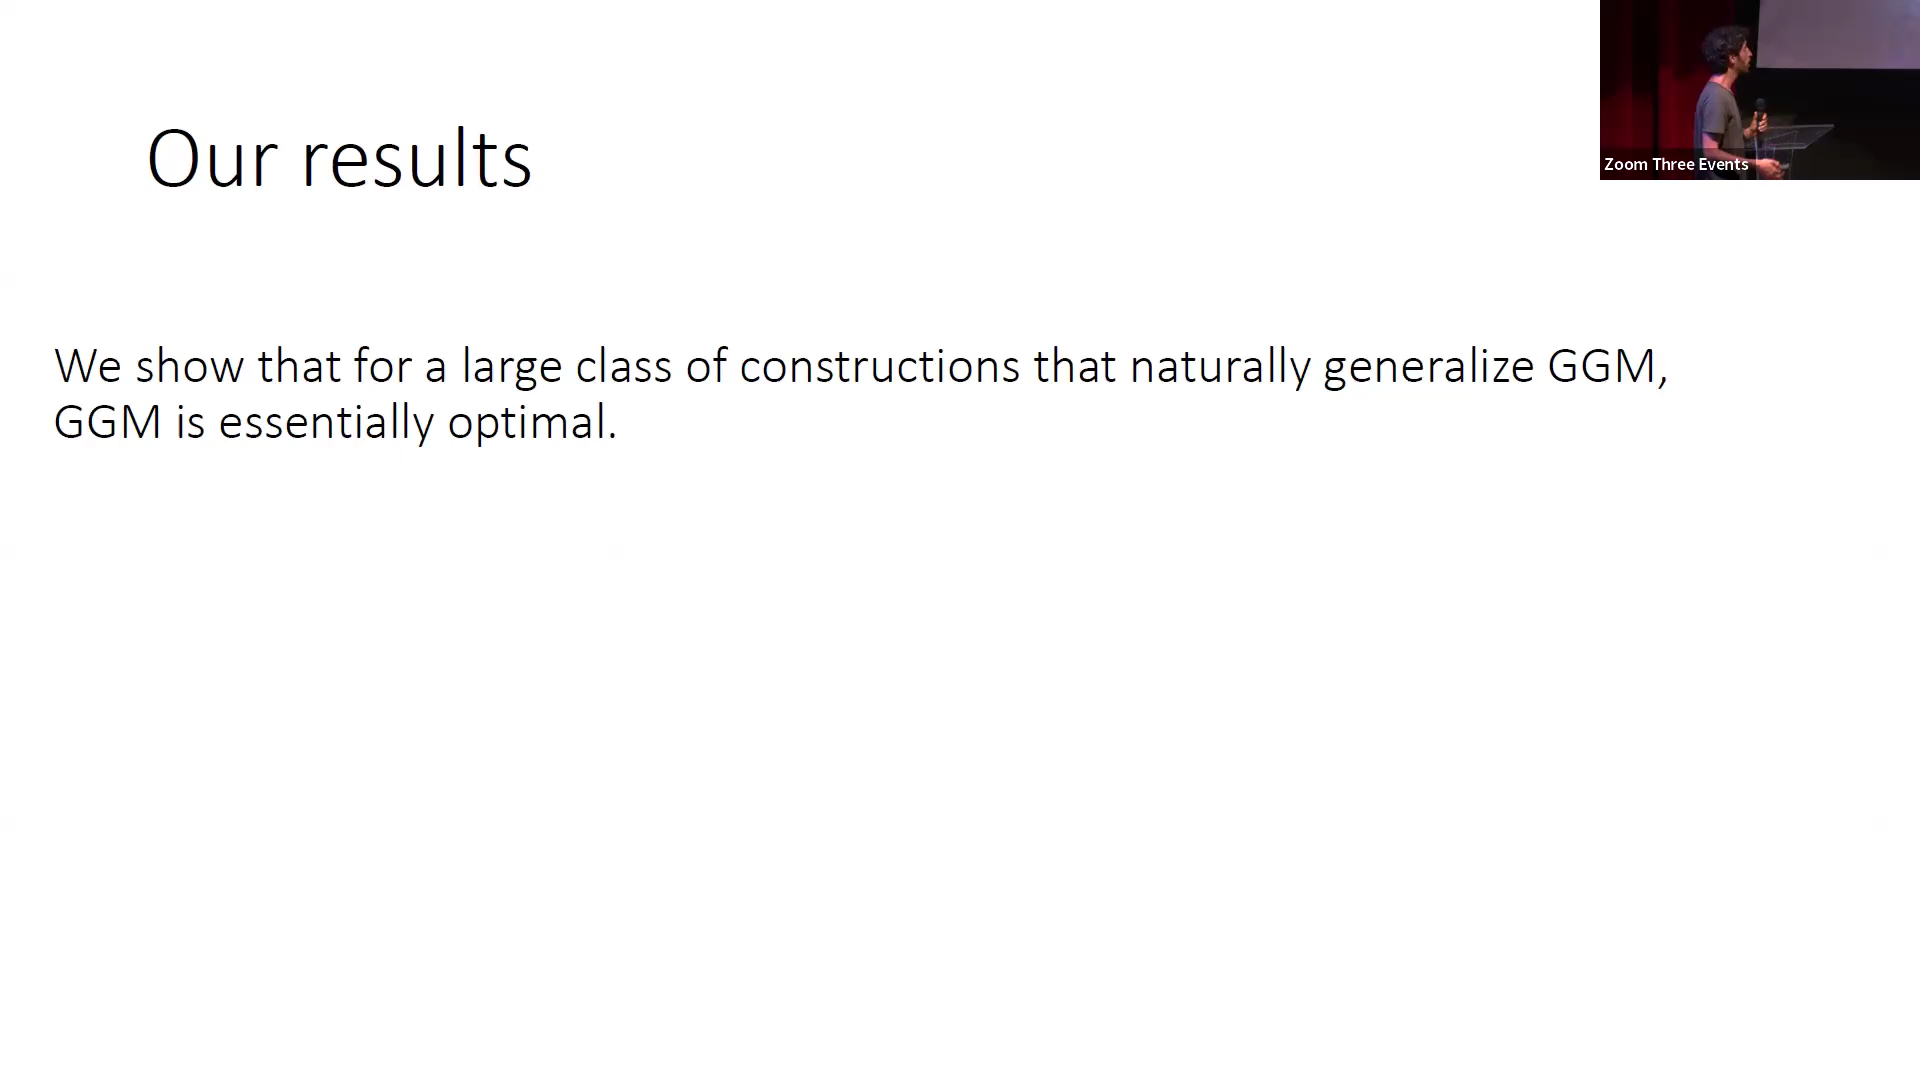 Our results
Zoom Three Events
We show that for a large class of constructions that naturally generalize GGM,
GGM is essentially optimal.